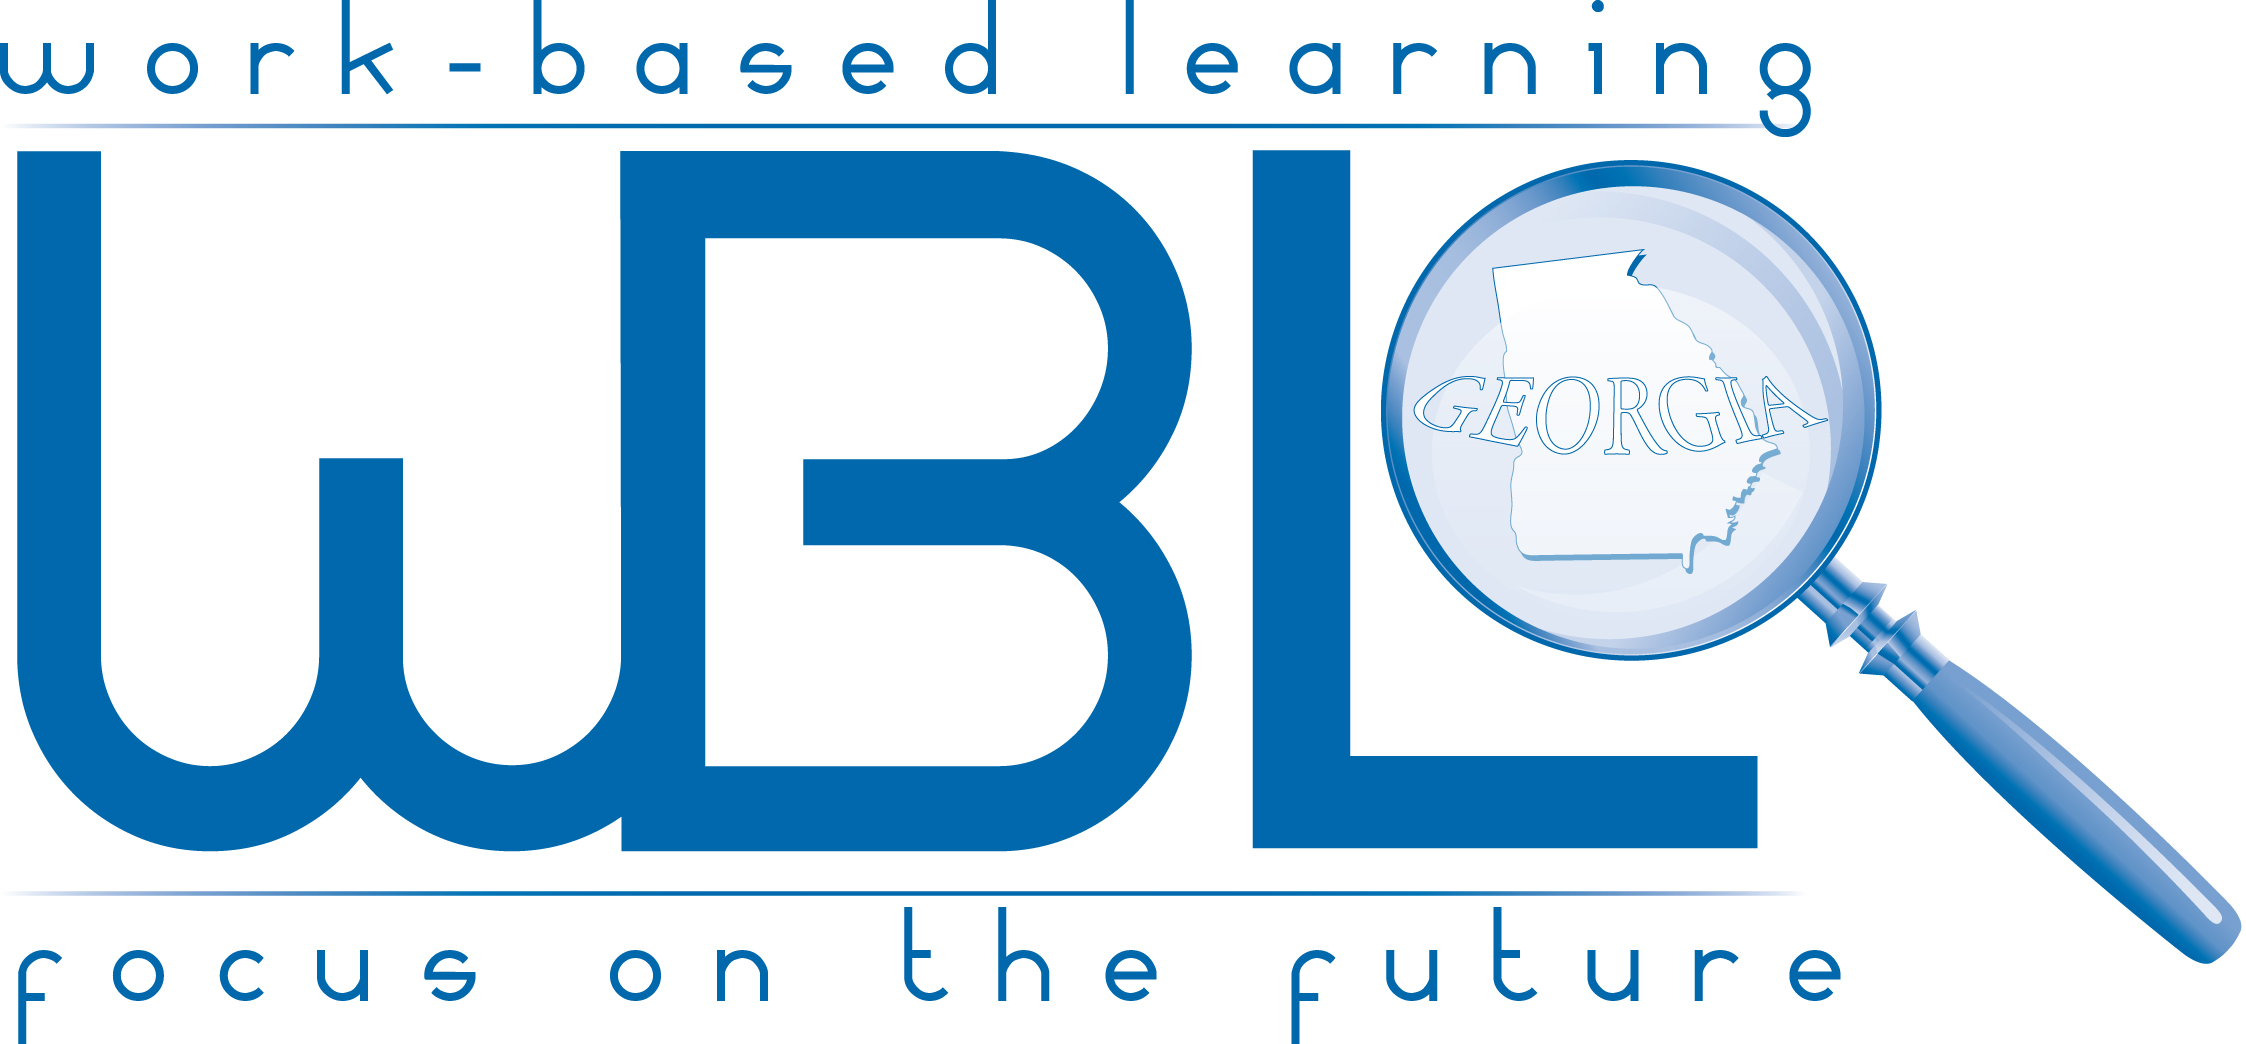 work-based learning
WBL
GEORGIA
focus on the future